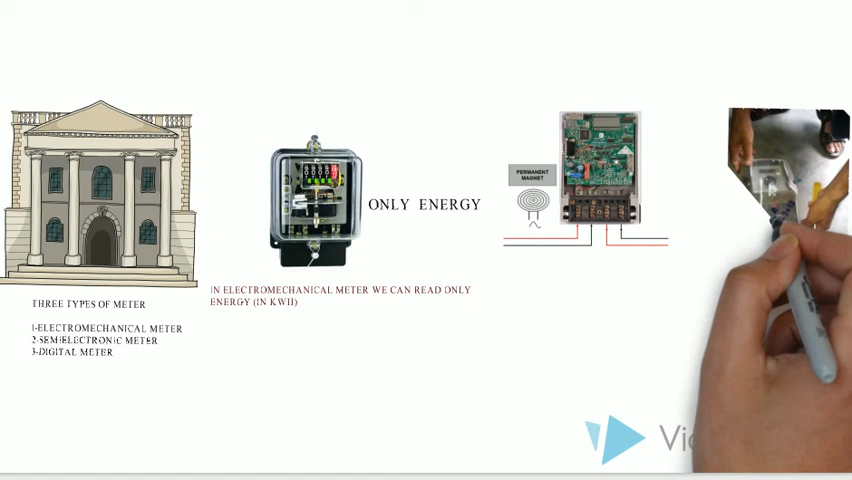 PERMANENT
MAGNET
ONLY ENERGY
IN ELECTROMECHANICAL METER WE CAN READ ONLY
ENERGY (IN KWH)
THREE TYPES OF METER
1-ELECTROMECHANICAL METER
2-SEMIELECTRONIC METER
3-DIGITAL METER